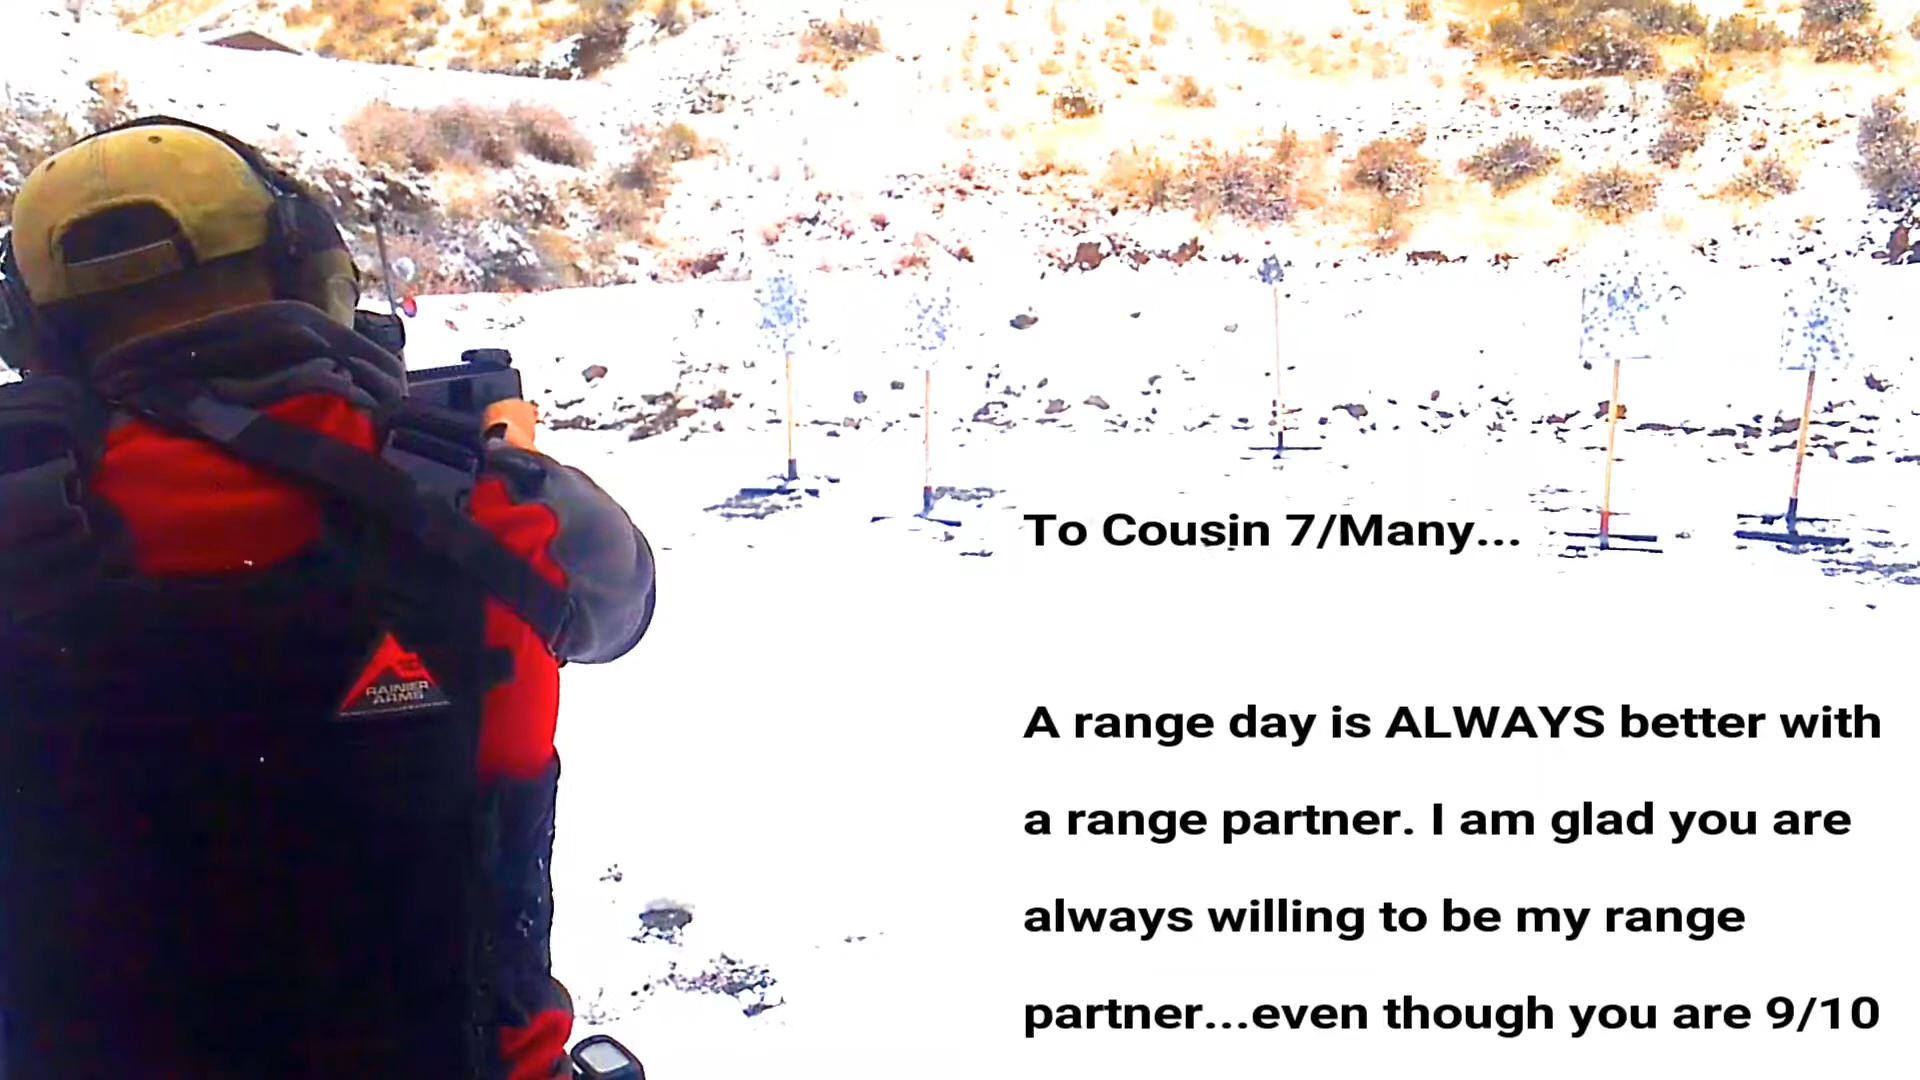 RAINIER
ARMS
To Cousin 7/Many...
A range day is ALWAYS better with
a range partner. I am glad you are
always willing to be my range
partner...even though you are 9/10